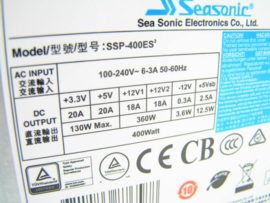 Seasonic
Sea Sonic Electronics Co., Ltd.
Model/型號/型号:SSP-400ES²
AC INPUT 100-240V~ 6-3A 50-60Hz
交流輸入
交流输入
DC OUTPUT +3.3V +5V +12V1 +12V2 -12V +5Vsb
直流輸出 20A 20A 18A 18A 0.3A 2.5A
直流输出 130W Max. 360W 3.6W 12.5W
400Watt
CE CB
10